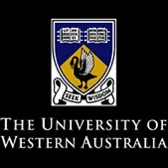 SEEK WISDOM
THE UNIVERSITY OF
WESTERN AUSTRALIA